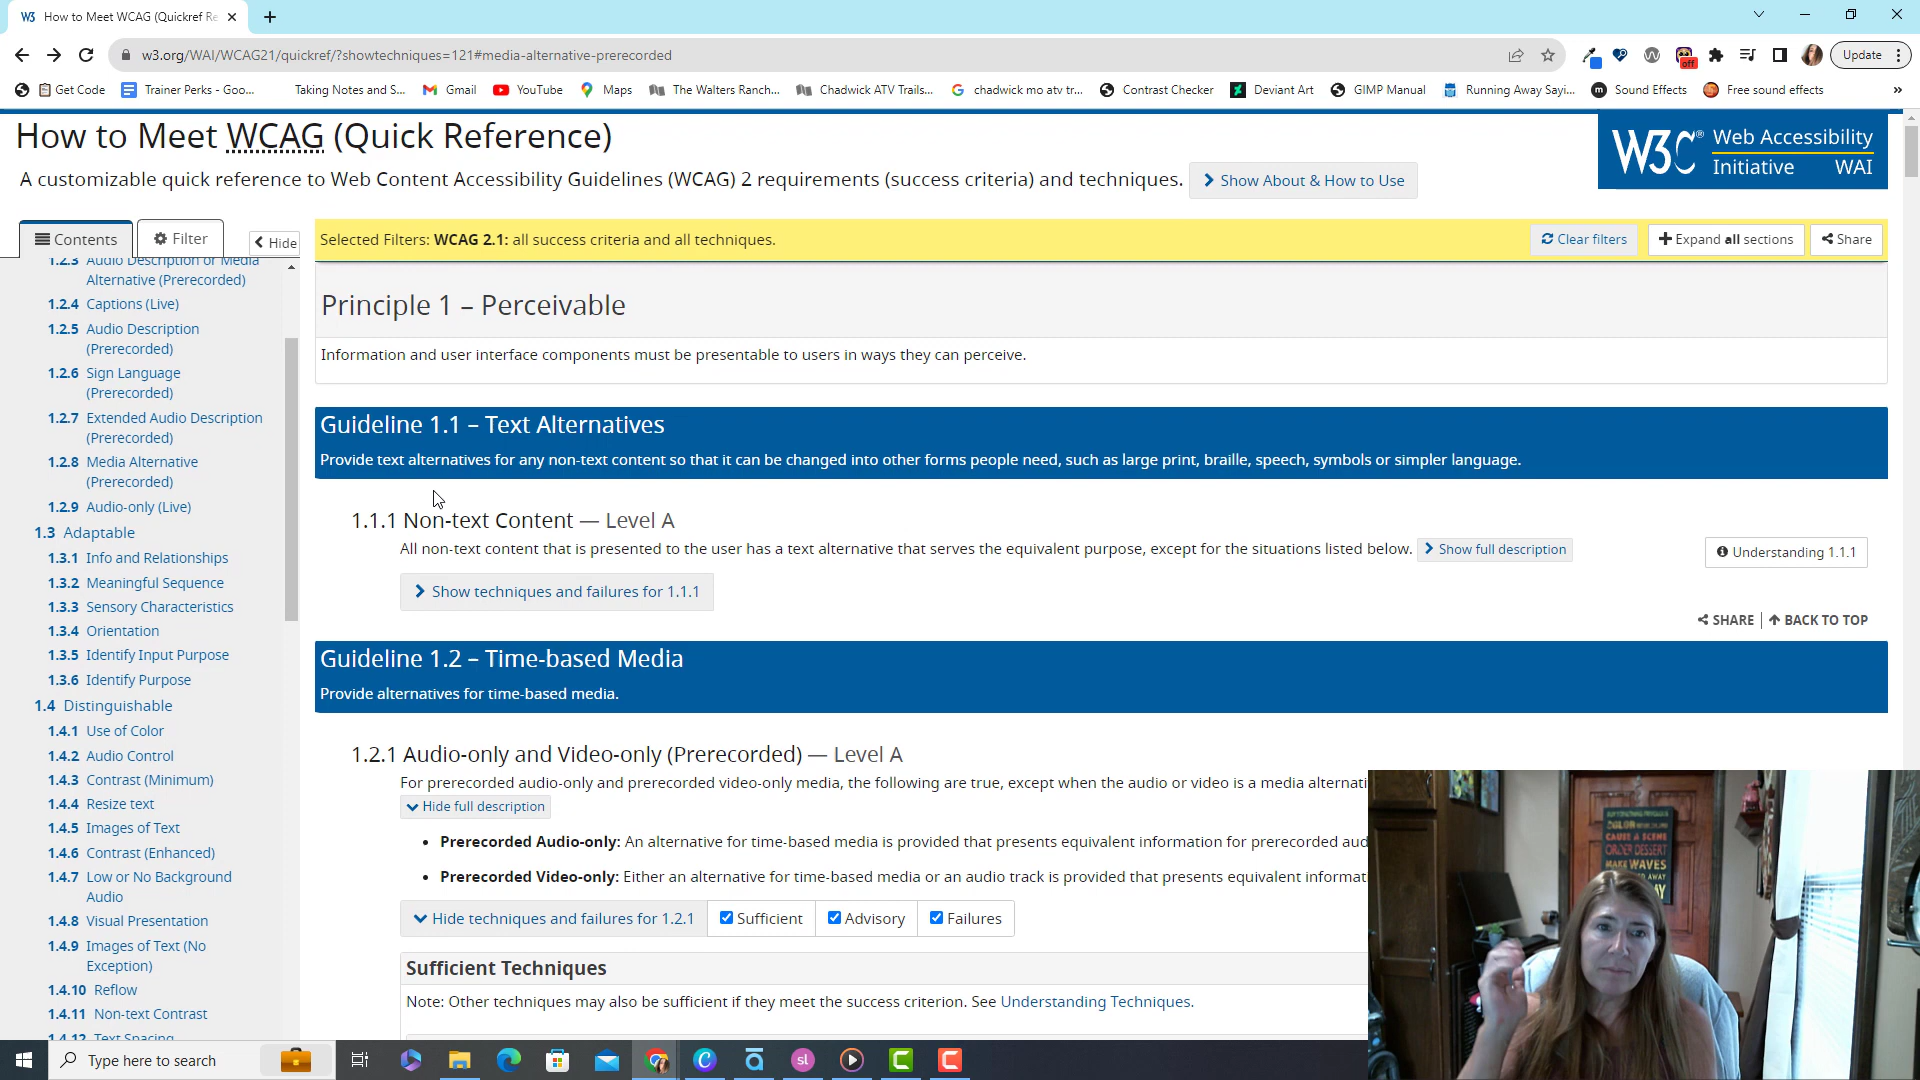 W3 How to Meet WCAG (Quickref Re
w3.org/WAI/WCAG21/quickref/?showtechniques=121#media-alternative-prerecorded
off
Update
Get Code
Trainer Perks - Goo...
Taking Notes and S...
Gmail
YouTube
Maps
The Walters Ranch...
Chadwick ATV Trails...
chadwick mo atv tr...
Contrast Checker
Deviant Art
GIMP Manual
Running Away Sayi...
Sound Effects
Free sound effects
»
How to Meet WCAG (Quick Reference)
A customizable quick reference to Web Content Accessibility Guidelines (WCAG) 2 requirements (success criteria) and techniques.
Show About & How to Use
W3C® Web Accessibility
Initiative WAI
Contents
Filter
Hide
Selected Filters: WCAG 2.1: all success criteria and all techniques.
Clear filters
Expand all sections
Share
1.2.3 Audio Description or Media
Alternative (Prerecorded)
1.2.4 Captions (Live)
1.2.5 Audio Description
(Prerecorded)
1.2.6 Sign Language
(Prerecorded)
1.2.7 Extended Audio Description
(Prerecorded)
1.2.8 Media Alternative
(Prerecorded)
1.2.9 Audio-only (Live)
1.3 Adaptable
1.3.1 Info and Relationships
1.3.2 Meaningful Sequence
1.3.3 Sensory Characteristics
1.3.4 Orientation
1.3.5 Identify Input Purpose
1.3.6 Identify Purpose
1.4 Distinguishable
1.4.1 Use of Color
1.4.2 Audio Control
1.4.3 Contrast (Minimum)
1.4.4 Resize text
1.4.5 Images of Text
1.4.6 Contrast (Enhanced)
1.4.7 Low or No Background
Audio
1.4.8 Visual Presentation
1.4.9 Images of Text (No
Exception)
1.4.10 Reflow
1.4.11 Non-text Contrast
1.4.12 Text Spacing
Principle 1 – Perceivable
Information and user interface components must be presentable to users in ways they can perceive.
Guideline 1.1 – Text Alternatives
Provide text alternatives for any non-text content so that it can be changed into other forms people need, such as large print, braille, speech, symbols or simpler language.
1.1.1 Non-text Content — Level A
All non-text content that is presented to the user has a text alternative that serves the equivalent purpose, except for the situations listed below.
Show full description
Understanding 1.1.1
Show techniques and failures for 1.1.1
SHARE
BACK TO TOP
Guideline 1.2 – Time-based Media
Provide alternatives for time-based media.
1.2.1 Audio-only and Video-only (Prerecorded) — Level A
For prerecorded audio-only and prerecorded video-only media, the following are true, except when the audio or video is a media alternati
Hide full description
• Prerecorded Audio-only: An alternative for time-based media is provided that presents equivalent information for prerecorded aud
• Prerecorded Video-only: Either an alternative for time-based media or an audio track is provided that presents equivalent informat
Hide techniques and failures for 1.2.1
Sufficient
Advisory
Failures
Sufficient Techniques
Note: Other techniques may also be sufficient if they meet the success criterion. See Understanding Techniques.
CAUSE A SCENE
ORDER DESSERT
MAKE WAVES
Type here to search
sl